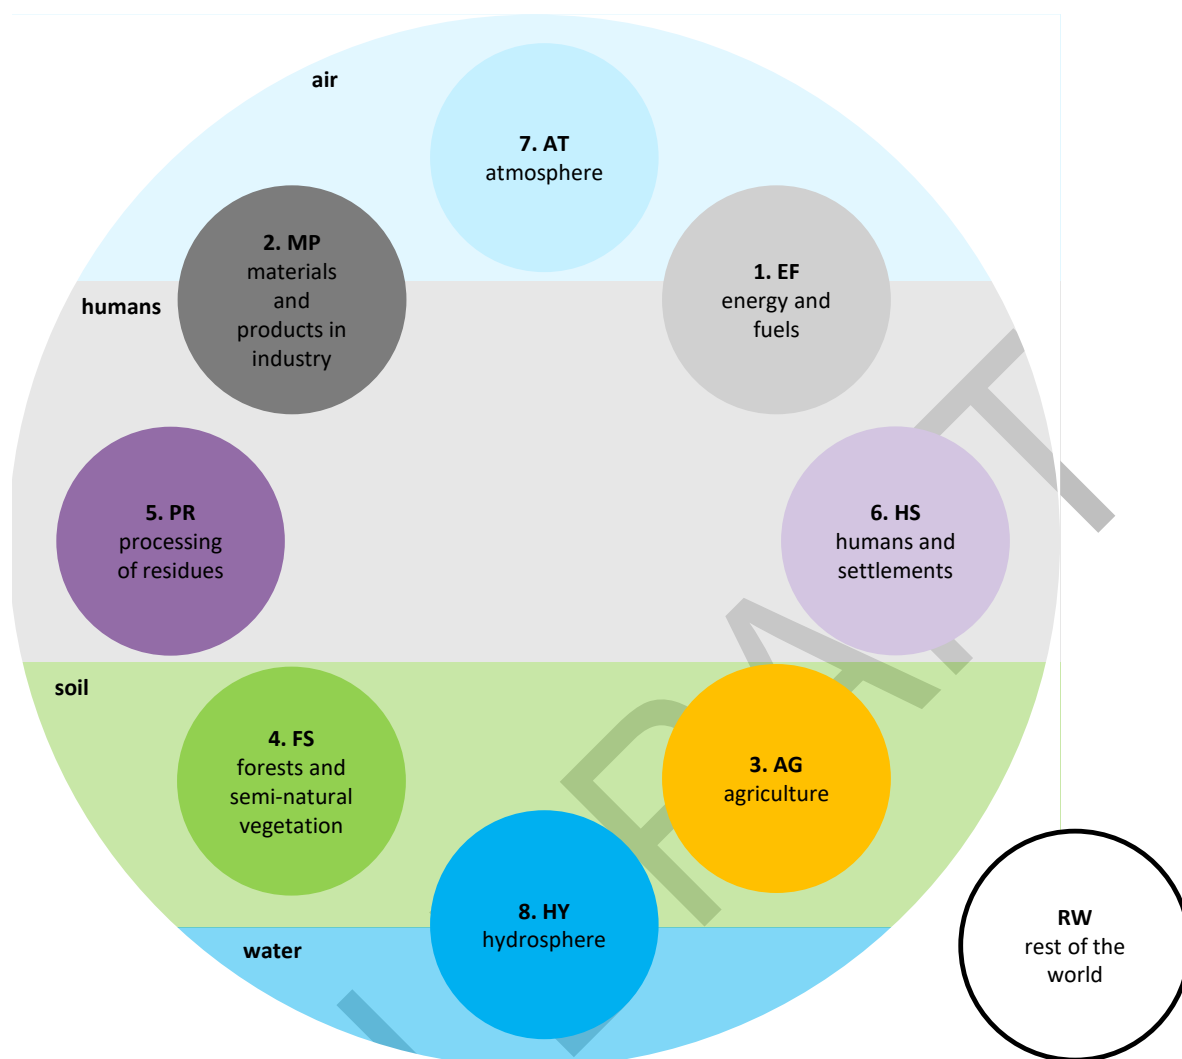 air
7. AT
atmosphere
2. MP
materials
and
products in
industry
1. EF
energy and
fuels
humans
5. PR
processing
of residues
6. HS
humans and
settlements
soil
4. FS
forests and
semi-natural
vegetation
3. AG
agriculture
8. HY
hydrosphere
water
RW
rest of the
world